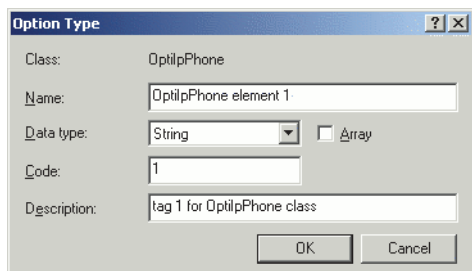 Option Type ? X
Class: OptiIpPhone
Name: OptiIpPhone element 1
Data type: String Array
Code: 1
Description: tag 1 for OptiIpPhone class
OK Cancel